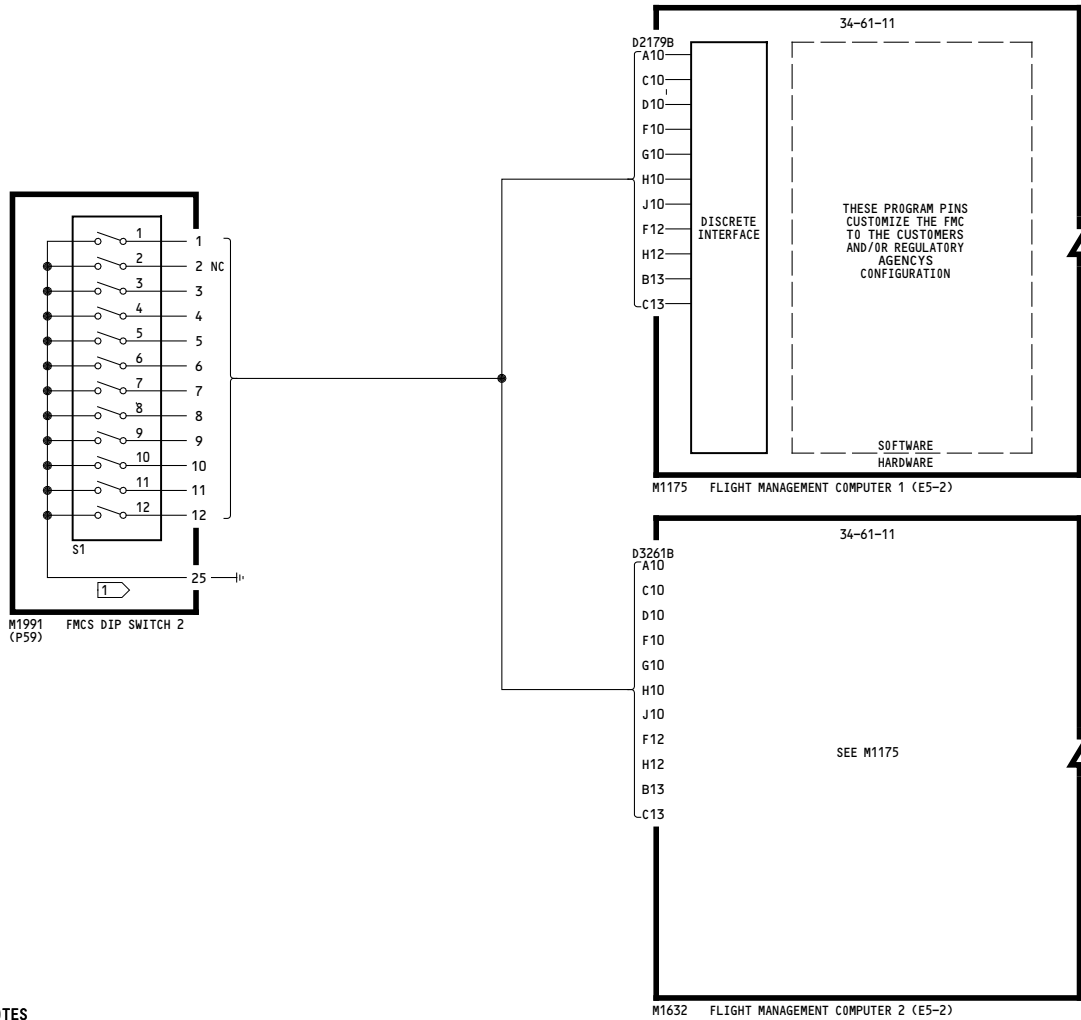 34-61-11
D2179B
A10
C10
D10
F10
G10
H10
J10
F12
H12
B13
C13
DISCRETE
INTERFACE
THESE PROGRAM PINS
CUSTOMIZE THE FMC
TO THE CUSTOMERS
AND/OR REGULATORY
AGENCYS
CONFIGURATION
SOFTWARE
HARDWARE
M1175 FLIGHT MANAGEMENT COMPUTER 1 (E5-2)
1 1
2 2 NC
3 3
4 4
5 5
6 6
7 7
8 8
9 9
10 10
11 11
12 12
S1
25
1
M1991 FMCS DIP SWITCH 2
(P59)
34-61-11
D3261B
A10
C10
D10
F10
G10
H10
J10
F12
H12
B13
C13
SEE M1175
M1632 FLIGHT MANAGEMENT COMPUTER 2 (E5-2)
OTES